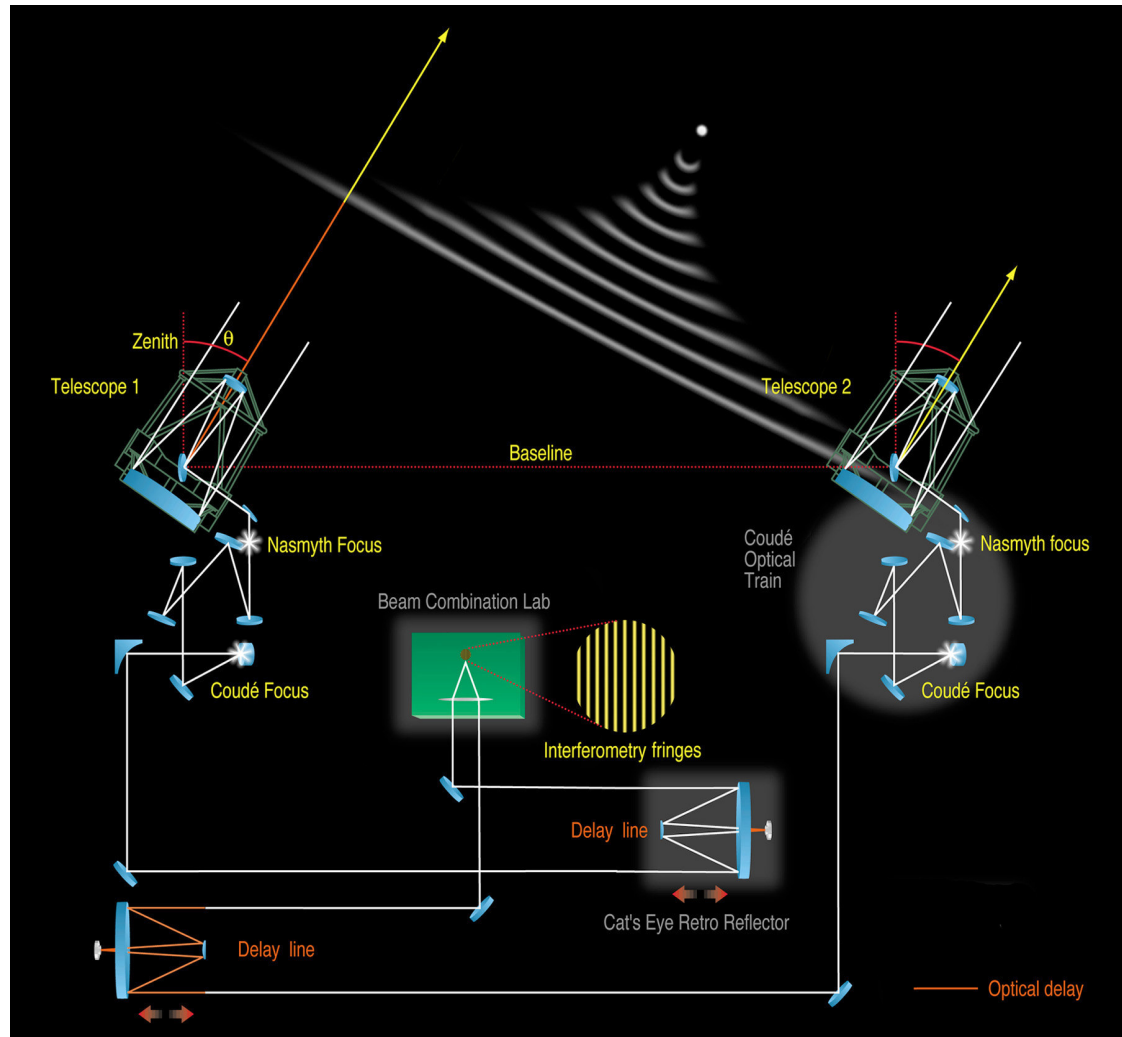 Zenith
θ
Telescope 1
Telescope 2
Baseline
Nasmyth Focus
Coudé
Optical
Train
Nasmyth focus
Beam Combination Lab
Coudé Focus
Coudé Focus
Interferometry fringes
Delay line
Cat's Eye Retro Reflector
Delay line
Optical delay